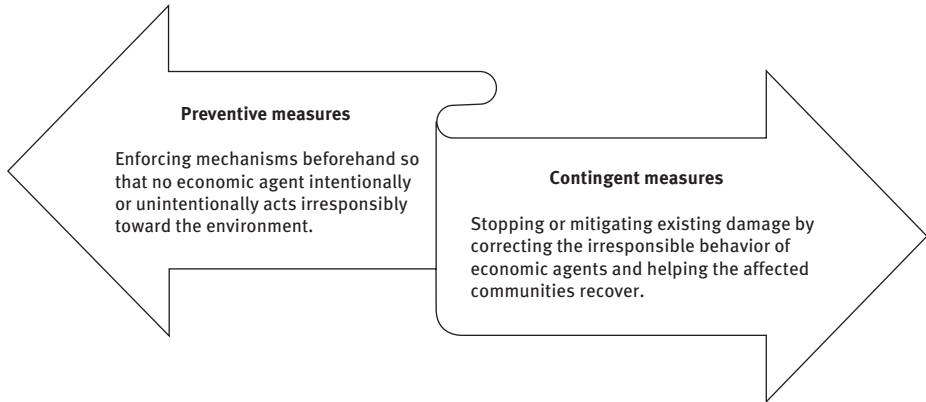 Preventive measures
Enforcing mechanisms beforehand so
that no economic agent intentionally
or unintentionally acts irresponsibly
toward the environment.
Contingent measures
Stopping or mitigating existing damage by
correcting the irresponsible behavior of
economic agents and helping the affected
communities recover.